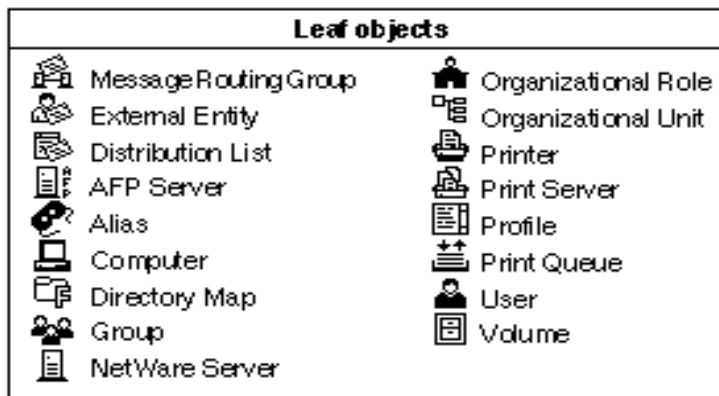 Leaf objects
Message Routing Group
External Entity
Distribution List
AFP Server
Alias
Computer
Directory Map
Group
NetWare Server
Organizational Role
Organizational Unit
Printer
Print Server
Profile
Print Queue
User
Volume